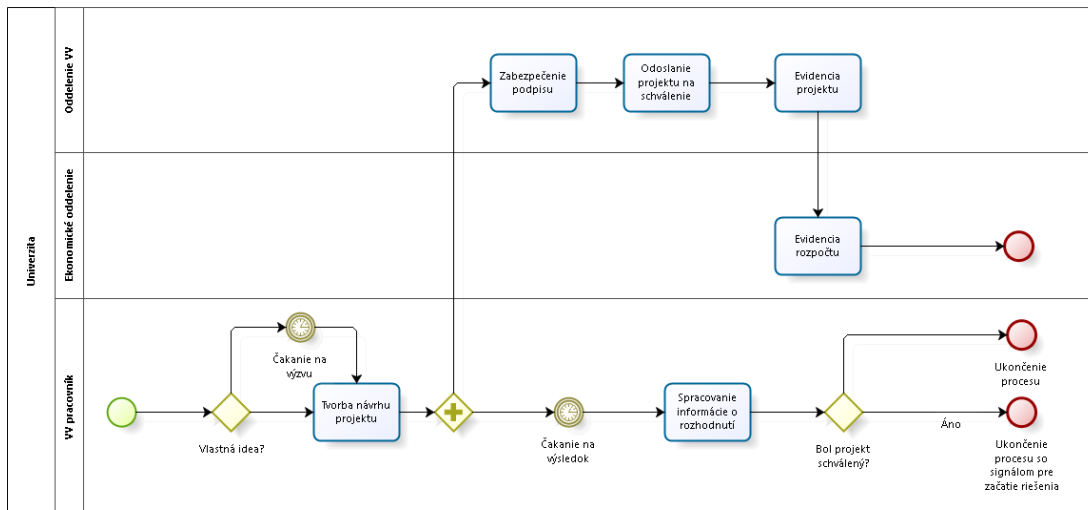 Univerzita
Oddelenie VV
Zabezpečenie
podpisu
Odoslanie
projektu na
schválenie
Evidencia
projektu
Ekonomické oddelenie
Evidencia
rozpočtu
VV pracovník
Vlastná idea?
Čakanie na
výzvu
Tvorba návrhu
projektu
Čakanie na
výsledok
Spracovanie
informácie o
rozhodnutí
Bol projekt
schválený?
Ukončenie
procesu
Áno
Ukončenie
procesu so
signálom pre
začatie riešenia